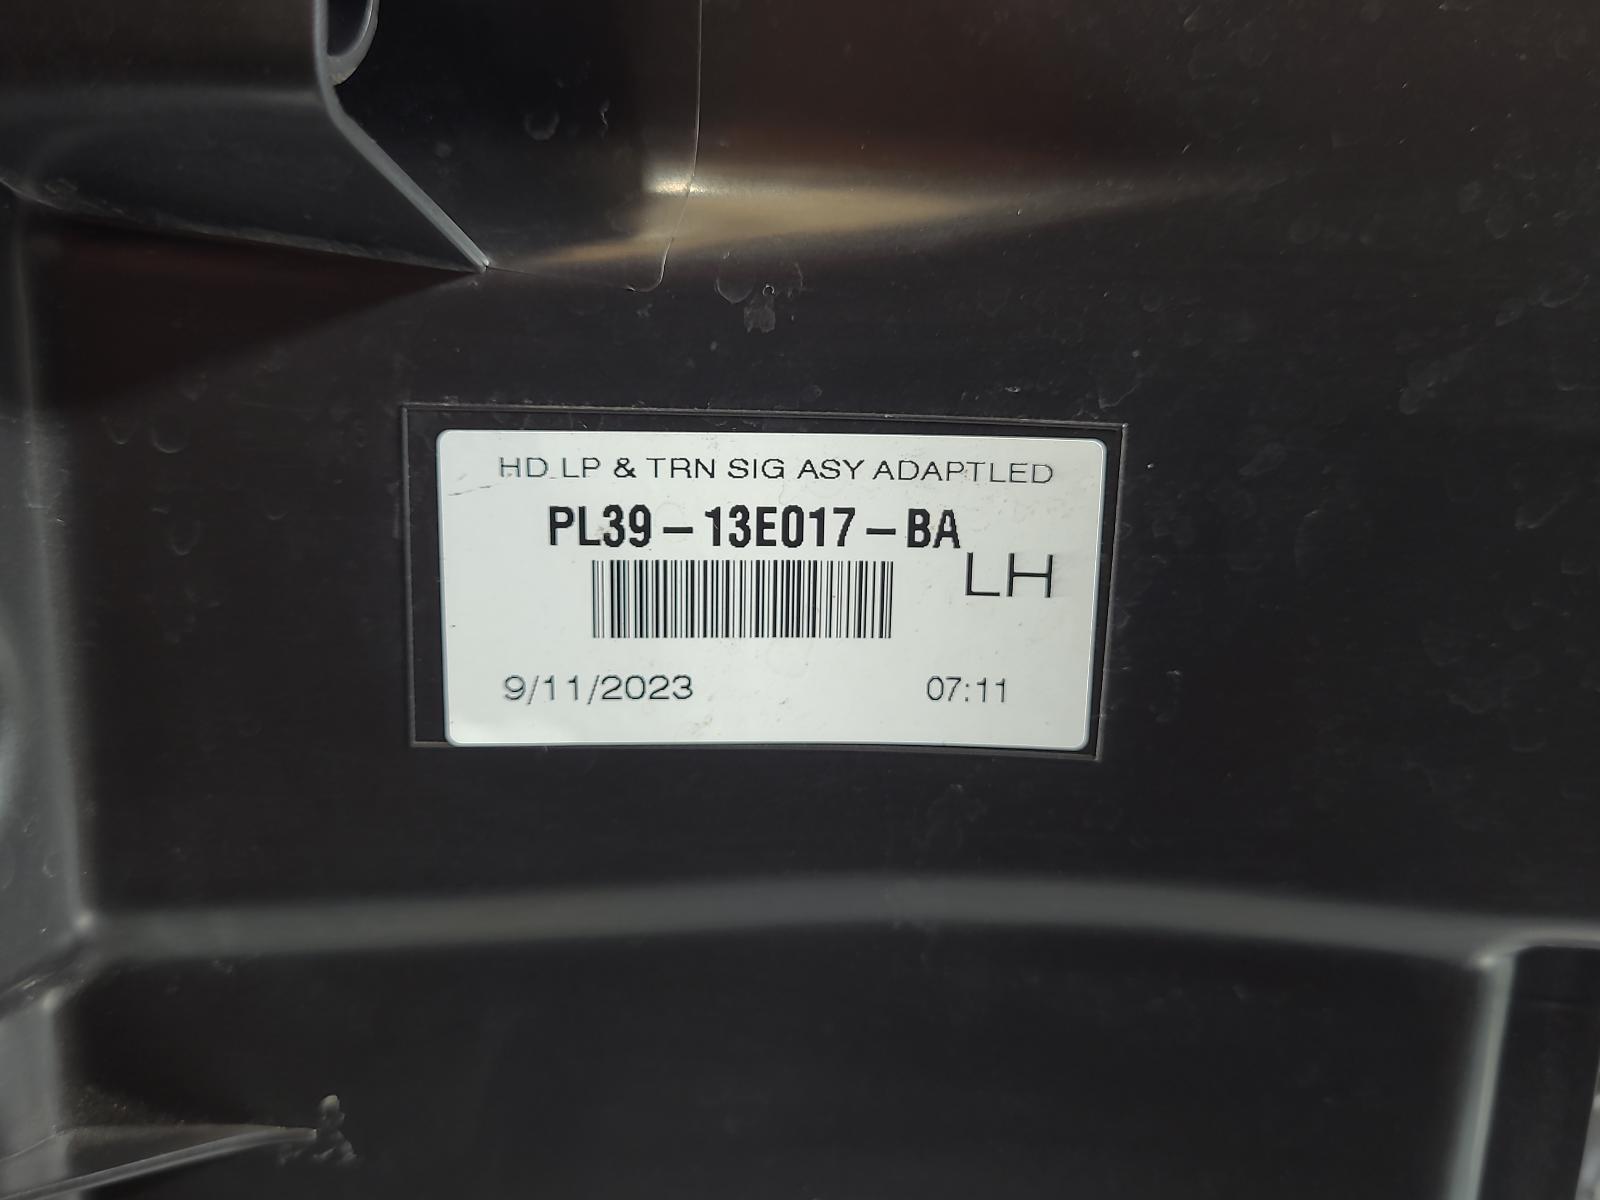 HD LP & TRN SIG ASY ADAPTLED
PL39-13E017-BA
LH
9/11/2023 07:11